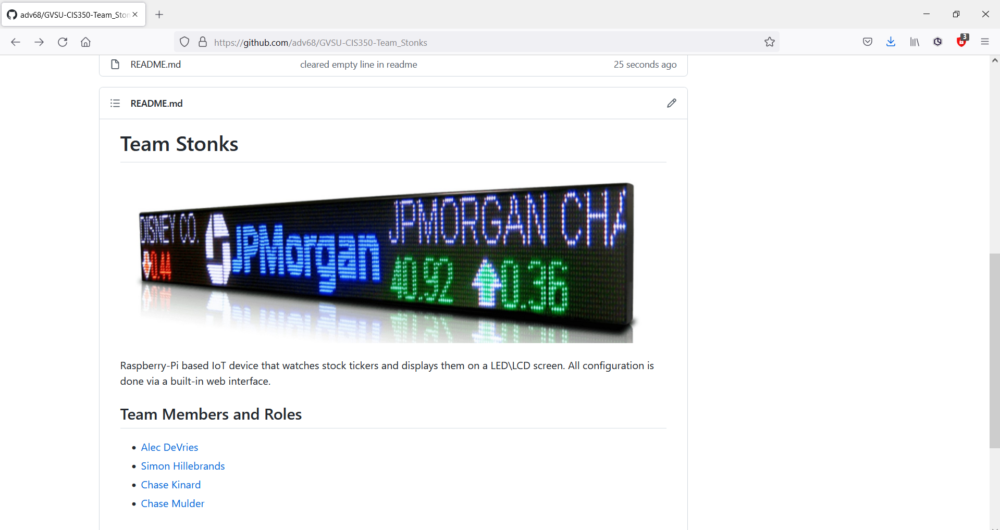 adv68/GVSU-CIS350-Team_Ston
https://github.com/adv68/GVSU-CIS350-Team_Stonks
3
README.md cleared empty line in readme 25 seconds ago
README.md
Team Stonks
DISNEY CO.
0.44
JPMorgan
JPMORGAN CHA
40.92 0.36
Raspberry-Pi based IoT device that watches stock tickers and displays them on a LED\LCD screen. All configuration is
done via a built-in web interface.
Team Members and Roles
Alec DeVries
Simon Hillebrands
Chase Kinard
Chase Mulder